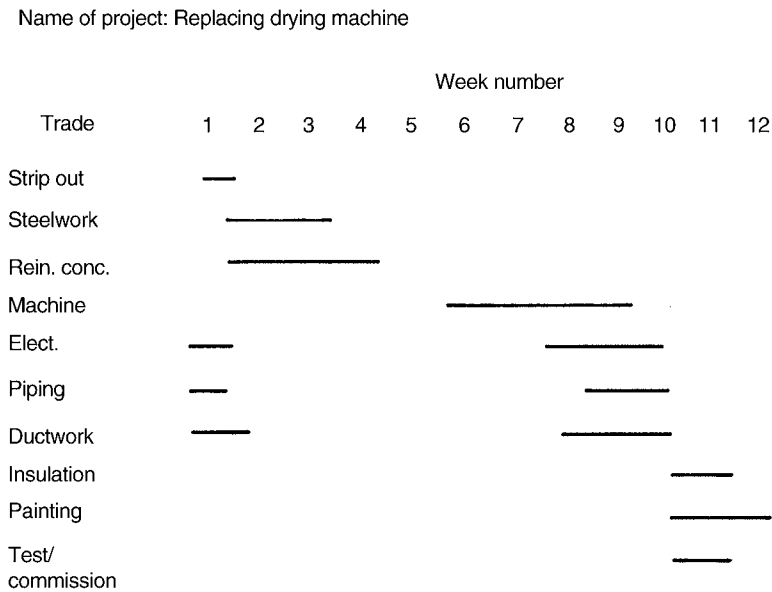 Name of project: Replacing drying machine
Week number
Trade 1 2 3 4 5 6 7 8 9 10 11 12
Strip out
Steelwork
Rein. conc.
Machine
Elect.
Piping
Ductwork
Insulation
Painting
Test/
commission